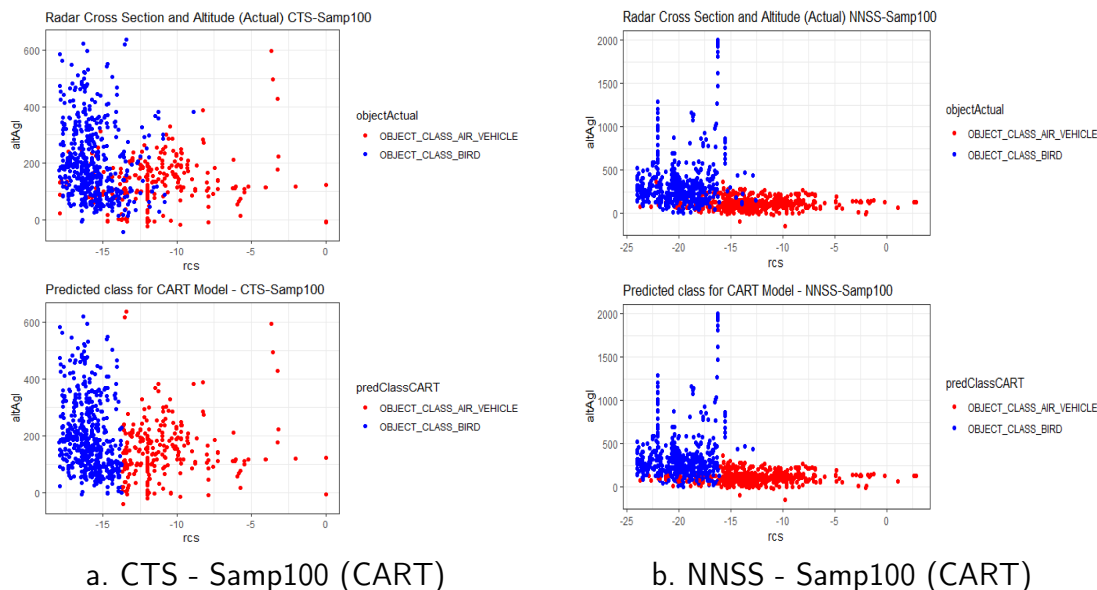 Radar Cross Section and Altitude (Actual) CTS-Samp100
600
400
200
0
altAgl
-15
-10
-5
0
rcs
objectActual
OBJECT_CLASS_AIR_VEHICLE
OBJECT_CLASS_BIRD
Predicted class for CART Model - CTS-Samp100
600
400
200
0
altAgl
-15
-10
-5
0
rcs
predClassCART
OBJECT_CLASS_AIR_VEHICLE
OBJECT_CLASS_BIRD
a. CTS - Samp100 (CART)
Radar Cross Section and Altitude (Actual) NNSS-Samp100
2000
1500
1000
500
0
altAgl
-25
-20
-15
-10
-5
0
rcs
objectActual
OBJECT_CLASS_AIR_VEHICLE
OBJECT_CLASS_BIRD
Predicted class for CART Model - NNSS-Samp100
2000
1500
1000
500
0
altAgl
-25
-20
-15
-10
-5
0
rcs
predClassCART
OBJECT_CLASS_AIR_VEHICLE
OBJECT_CLASS_BIRD
b. NNSS - Samp100 (CART)